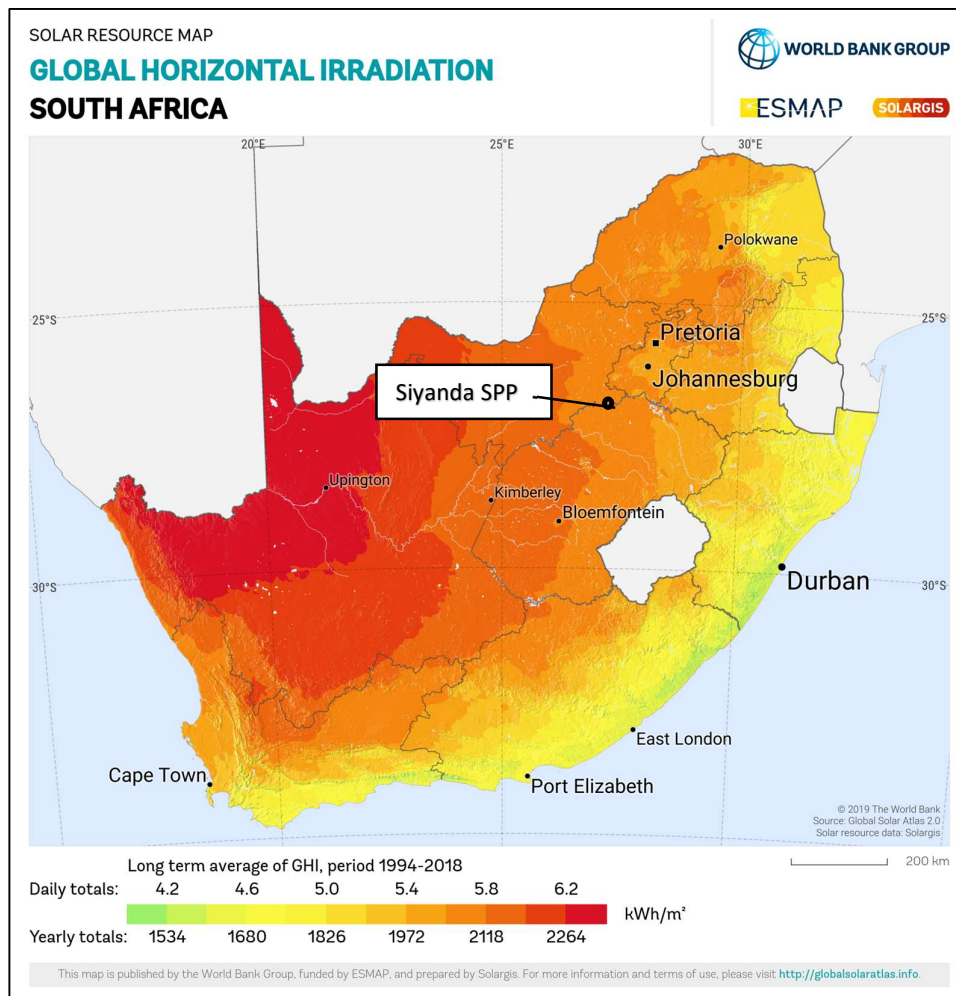 SOLAR RESOURCE MAP
GLOBAL HORIZONTAL IRRADIATION
SOUTH AFRICA
WORLD BANK GROUP
ESMAP
SOLARGIS
20°E
25°E
30°E
Polokwane
25°S
25°S
Pretoria
Johannesburg
Siyanda SPP
Upington
Kimberley
Bloemfontein
30°S
Durban
30°S
East London
Cape Town
Port Elizabeth
© 2019 The World Bank
Source: Global Solar Atlas 2.0
Solar resource data: Solargis
Long term average of GHI, period 1994-2018
200 km
Daily totals: 4.2 4.6 5.0 5.4 5.8 6.2
kWh/m²
Yearly totals: 1534 1680 1826 1972 2118 2264
This map is published by the World Bank Group, funded by ESMAP, and prepared by Solargis. For more information and terms of use, please visit http://globalsolaratlas.info.